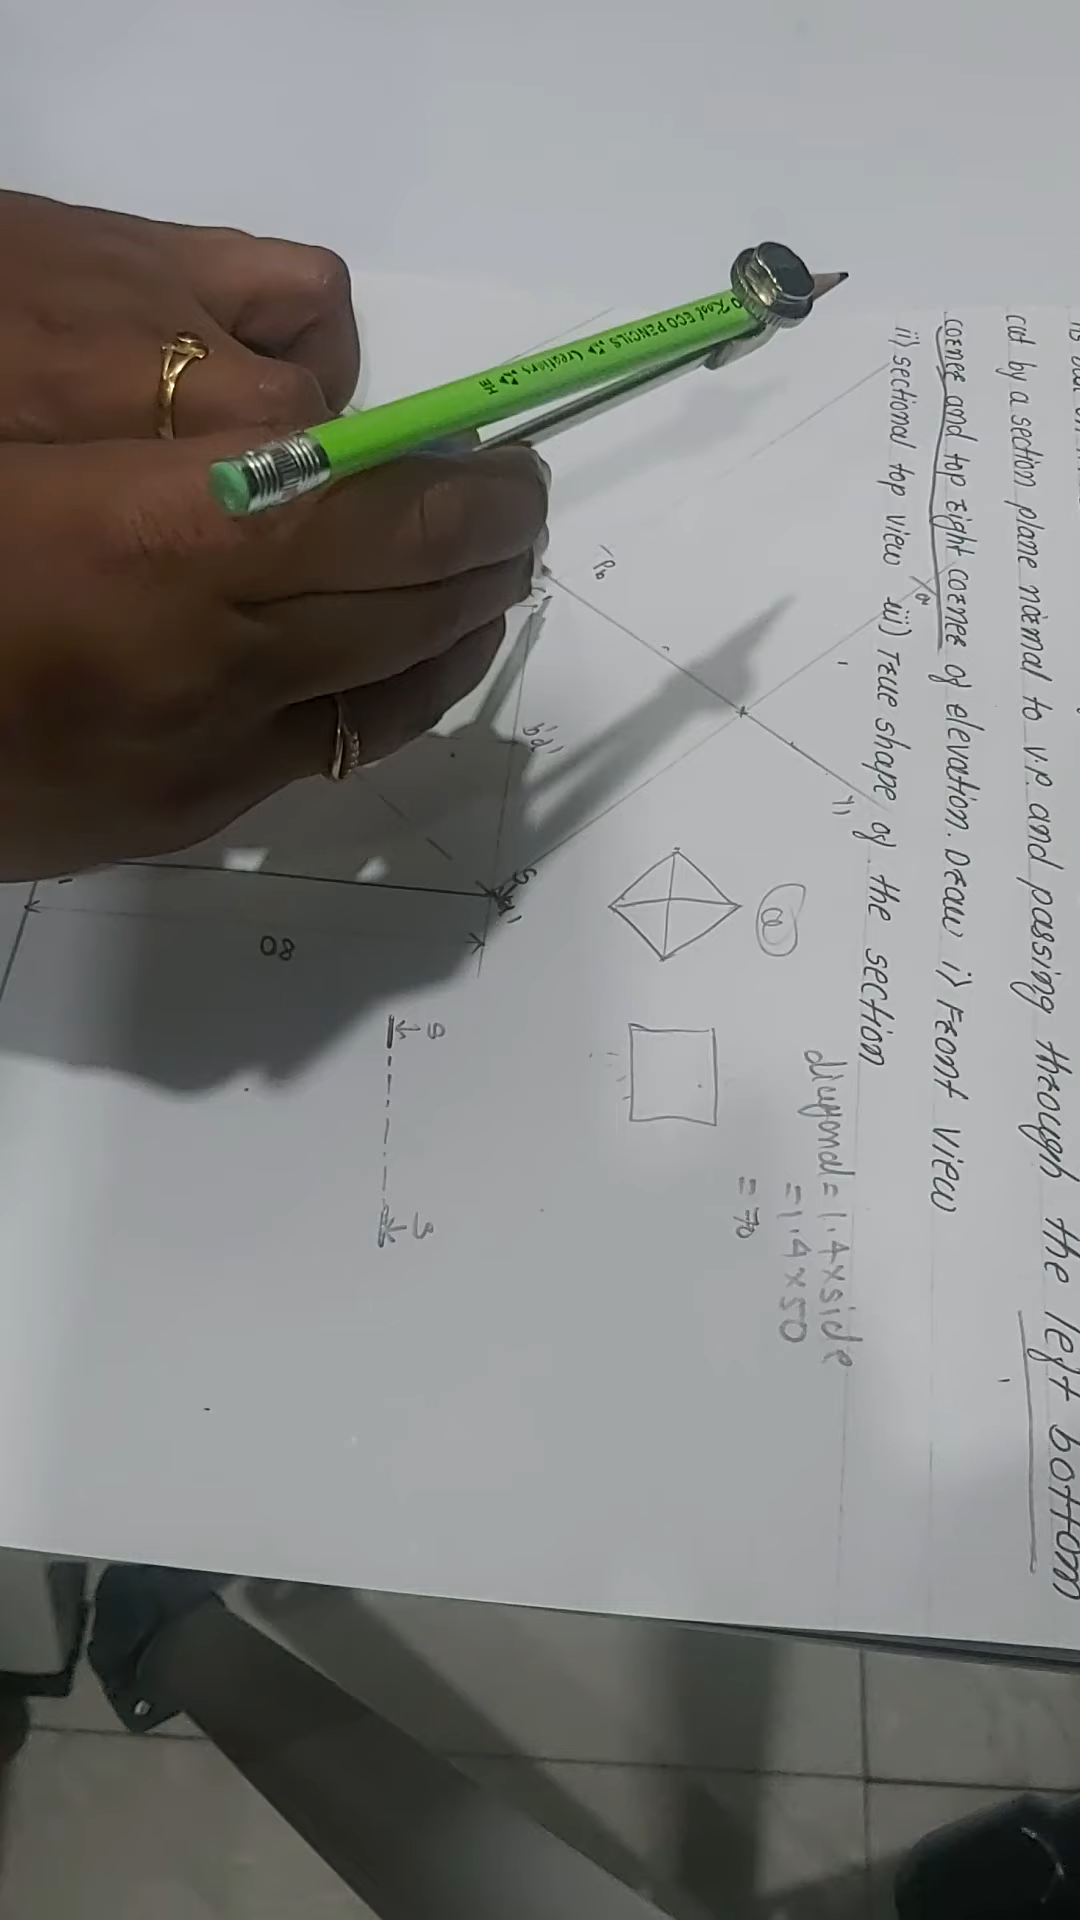 cut by a section plane normal to V.P. and passing through the left bottom
corner and top right corner of elevation. Draw i) Front view
ii) sectional top view iii) True shape of the section
diagonal = 1.4 x side
= 1.4 x 50
= 70
a
Y₁
80
S
S
Real ECO PENCILS Creations HB